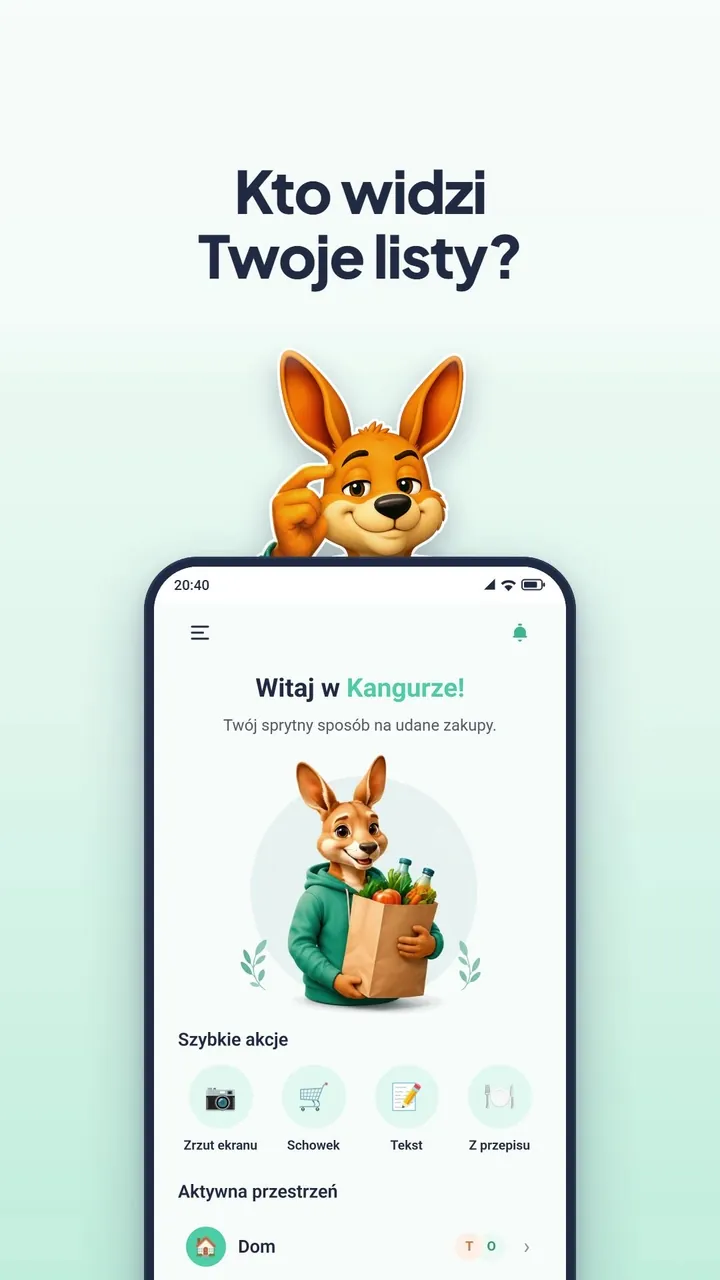 Kto widzi
Twoje listy?
20:40
Witaj w Kangurze!
Twój sprytny sposób na udane zakupy.
Szybkie akcje
Zrzut ekranu
Schowek
Tekst
Z przepisu
Aktywna przestrzeń
Dom
T
O